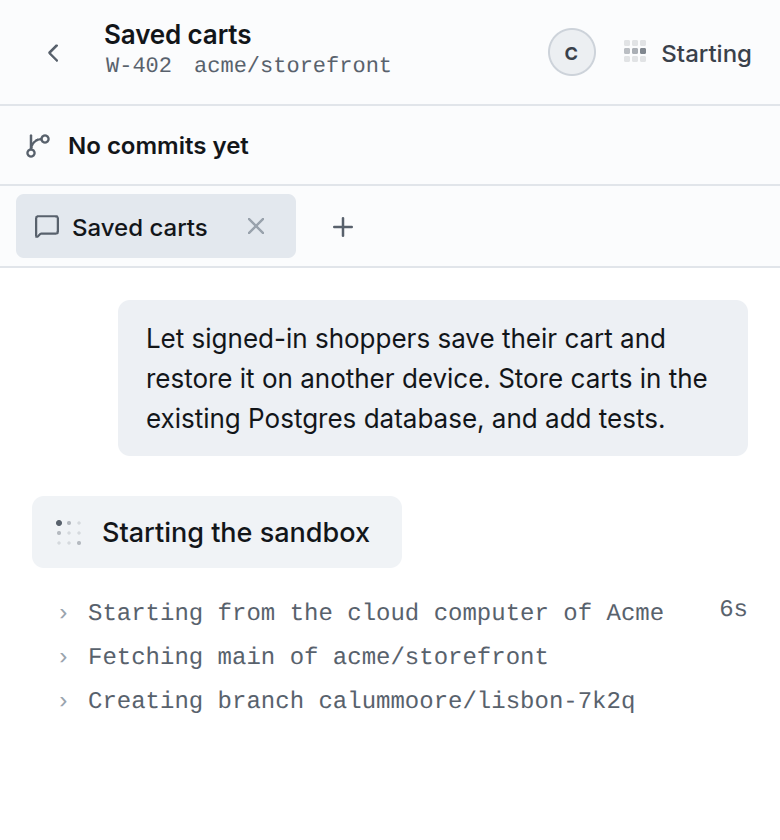 Saved carts
W-402 acme/storefront
C
Starting
No commits yet
Saved carts
Let signed-in shoppers save their cart and
restore it on another device. Store carts in the
existing Postgres database, and add tests.
Starting the sandbox
› Starting from the cloud computer of Acme 6s
› Fetching main of acme/storefront
› Creating branch calummoore/lisbon-7k2q